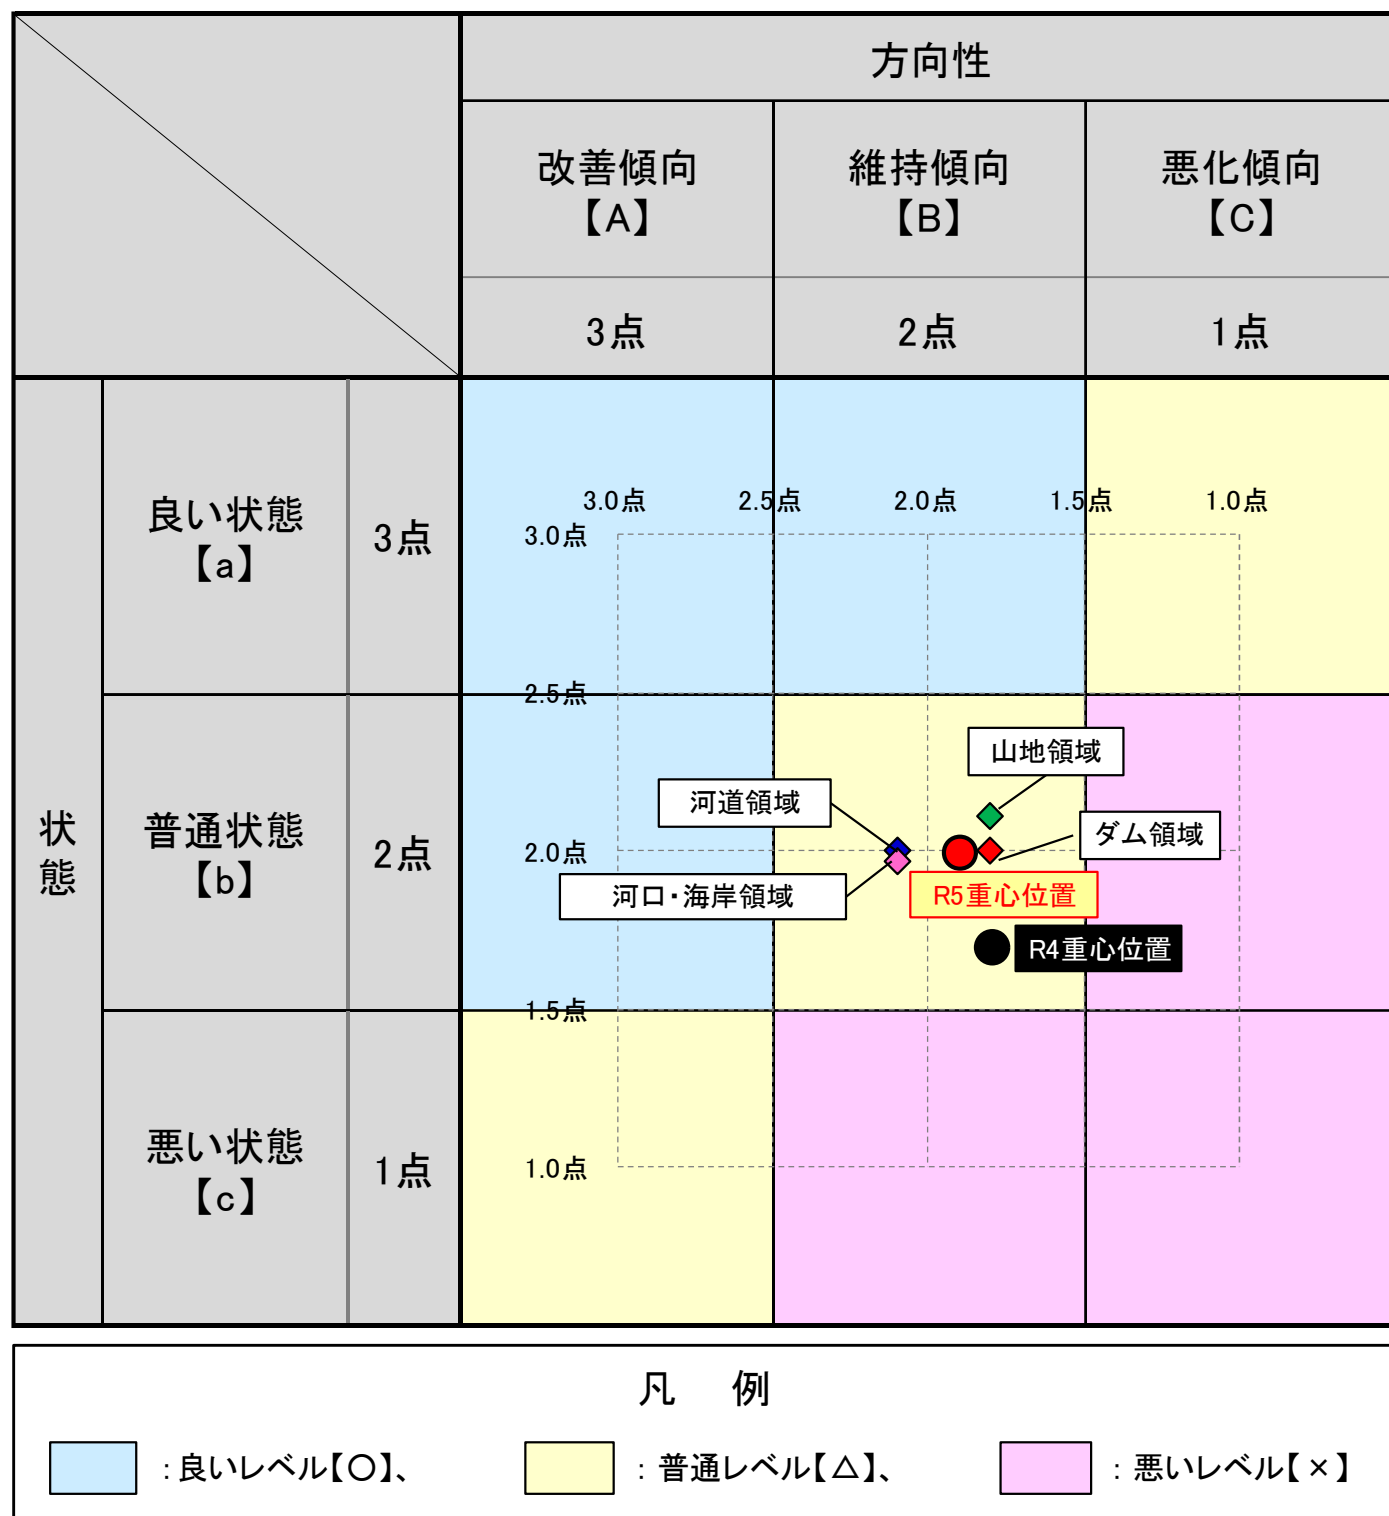 方向性
改善傾向
【A】
維持傾向
【B】
悪化傾向
【C】
3点
2点
1点
状態
良い状態
【a】
3点
普通状態
【b】
2点
悪い状態
【c】
1点
3.0点
2.5点
2.0点
1.5点
1.0点
3.0点
2.5点
2.0点
1.5点
1.0点
山地領域
河道領域
ダム領域
河口・海岸領域
R5重心位置
R4重心位置
凡 例
：良いレベル【〇】、
：普通レベル【△】、
：悪いレベル【×】